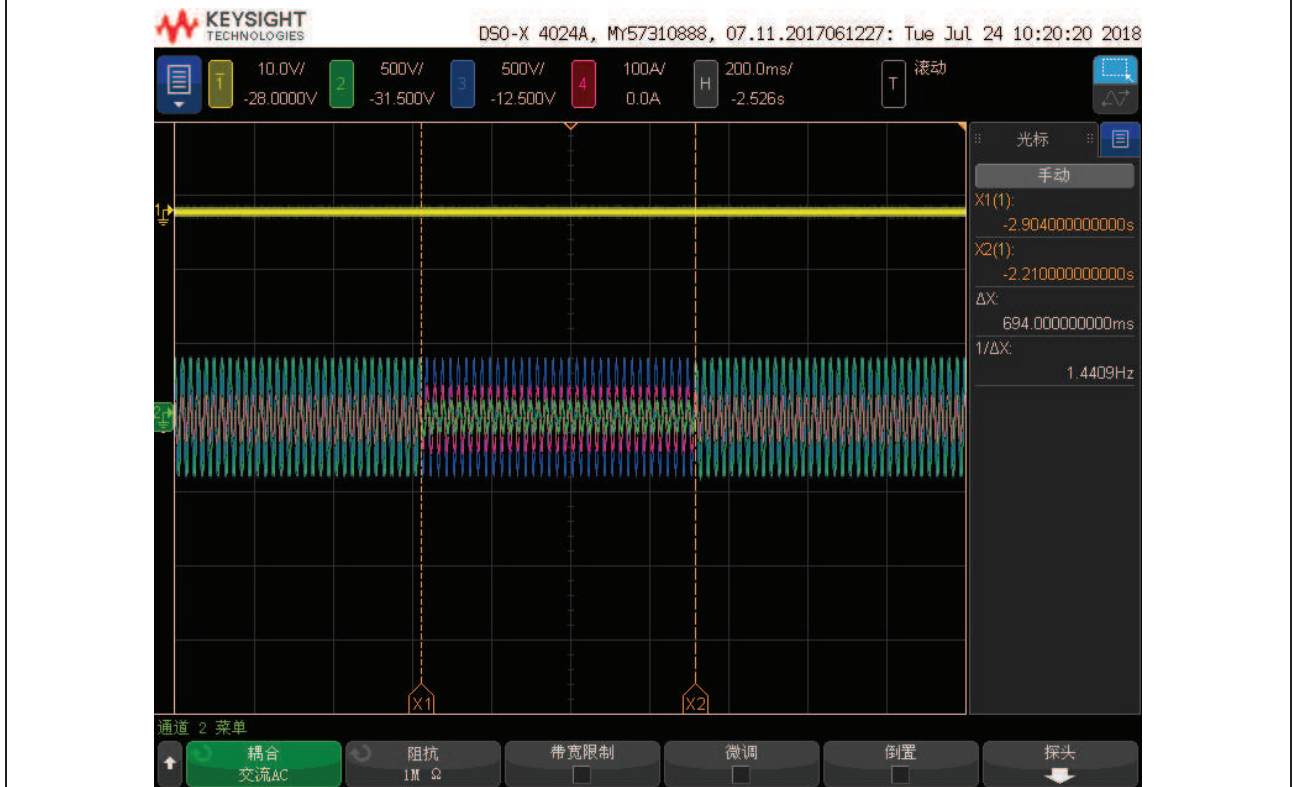 KEYSIGHT
TECHNOLOGIES
DSO-X 4024A, MY57310888, 07.11.2017061227: Tue Jul 24 10:20:20 2018
1 10.0V/ 2 500V/ 3 500V/ 4 100A/ H 200.0ms/ T 滚动
-28.0000V -31.500V -12.500V 0.0A -2.526s
光标
手动
X1(1):
-2.904000000000s
X2(1):
-2.210000000000s
ΔX:
694.000000000ms
1/ΔX:
1.4409Hz
1
2
X1 X2
通道 2 菜单
耦合 阻抗 带宽限制 微调 倒置 探头
交流AC 1M Ω